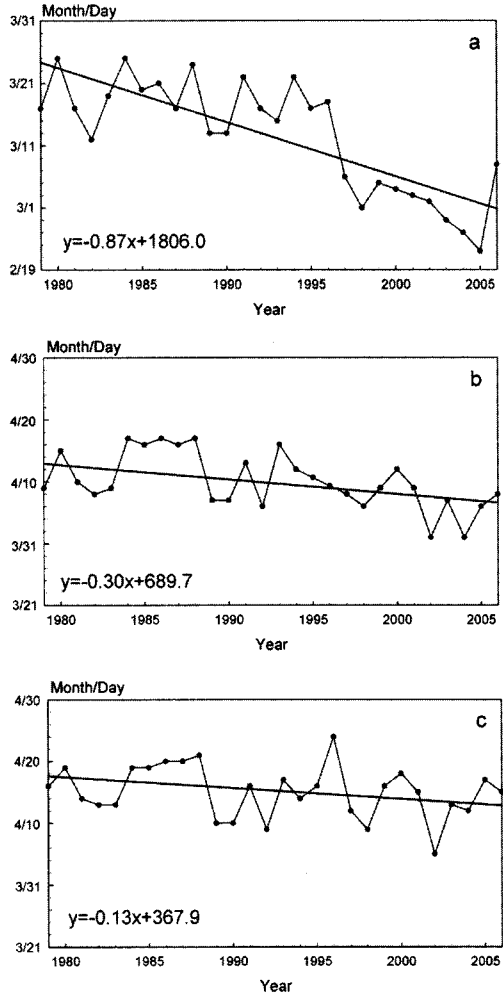 Month/Day
3/31
a
3/21
3/11
3/1
y=-0.87x+1806.0
2/19
1980 1985 1990 1995 2000 2005
Year
Month/Day
4/30
b
4/20
4/10
3/31
y=-0.30x+689.7
3/21
1980 1985 1990 1995 2000 2005
Year
Month/Day
4/30
c
4/20
4/10
3/31
y=-0.13x+367.9
3/21
1980 1985 1990 1995 2000 2005
Year